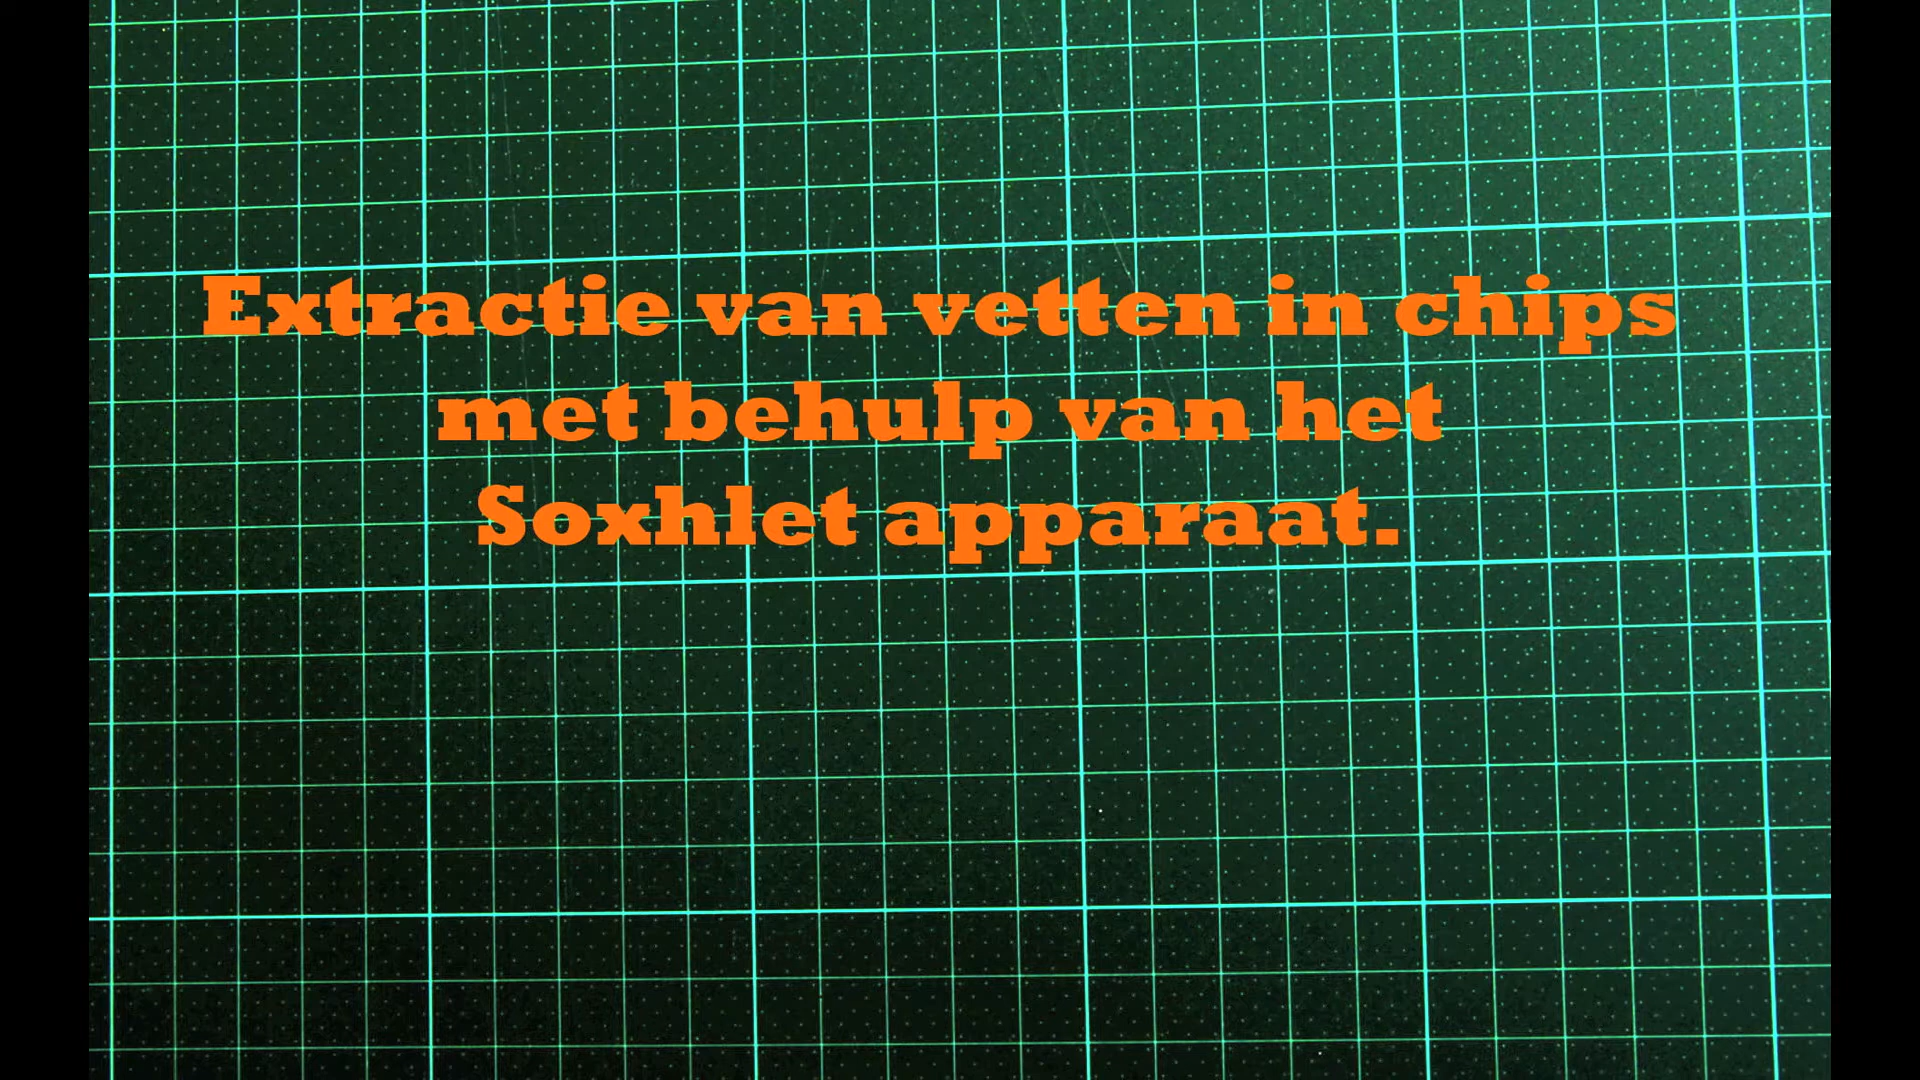 Extractie van vetten in chips
met behulp van het
Soxhlet apparaat.